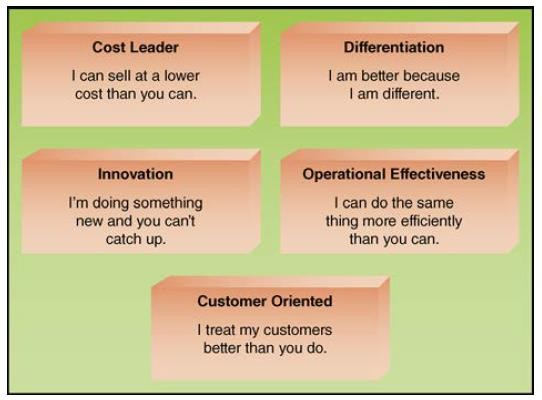 Cost Leader
I can sell at a lower
cost than you can.
Differentiation
I am better because
I am different.
Innovation
I'm doing something
new and you can't
catch up.
Operational Effectiveness
I can do the same
thing more efficiently
than you can.
Customer Oriented
I treat my customers
better than you do.